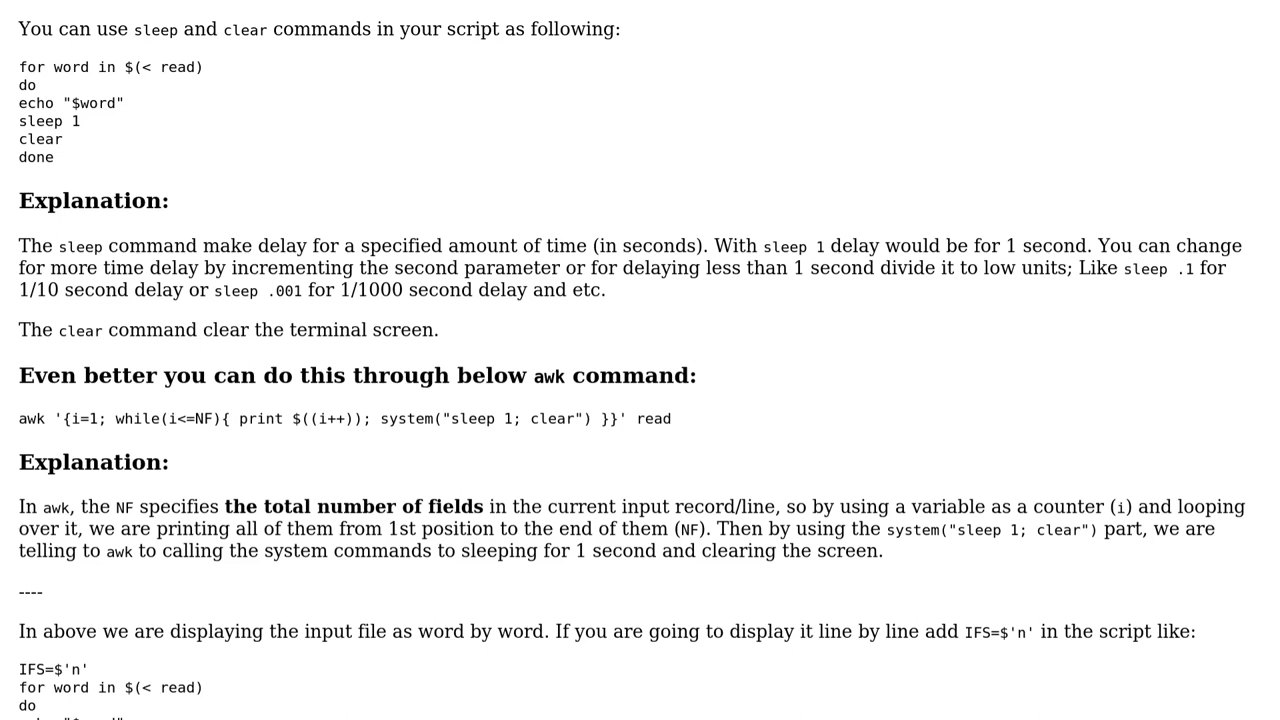 You can use sleep and clear commands in your script as following:
for word in $(< read)
do
echo "$word"
sleep 1
clear
done
Explanation:
The sleep command make delay for a specified amount of time (in seconds). With sleep 1 delay would be for 1 second. You can change
for more time delay by incrementing the second parameter or for delaying less than 1 second divide it to low units; Like sleep .1 for
1/10 second delay or sleep .001 for 1/1000 second delay and etc.
The clear command clear the terminal screen.
Even better you can do this through below awk command:
awk '{i=1; while(i<=NF){ print $((i++)); system("sleep 1; clear") }}' read
Explanation:
In awk, the NF specifies the total number of fields in the current input record/line, so by using a variable as a counter (i) and looping
over it, we are printing all of them from 1st position to the end of them (NF). Then by using the system("sleep 1; clear") part, we are
telling to awk to calling the system commands to sleeping for 1 second and clearing the screen.
----
In above we are displaying the input file as word by word. If you are going to display it line by line add IFS=$'n' in the script like:
IFS=$'n'
for word in $(< read)
do